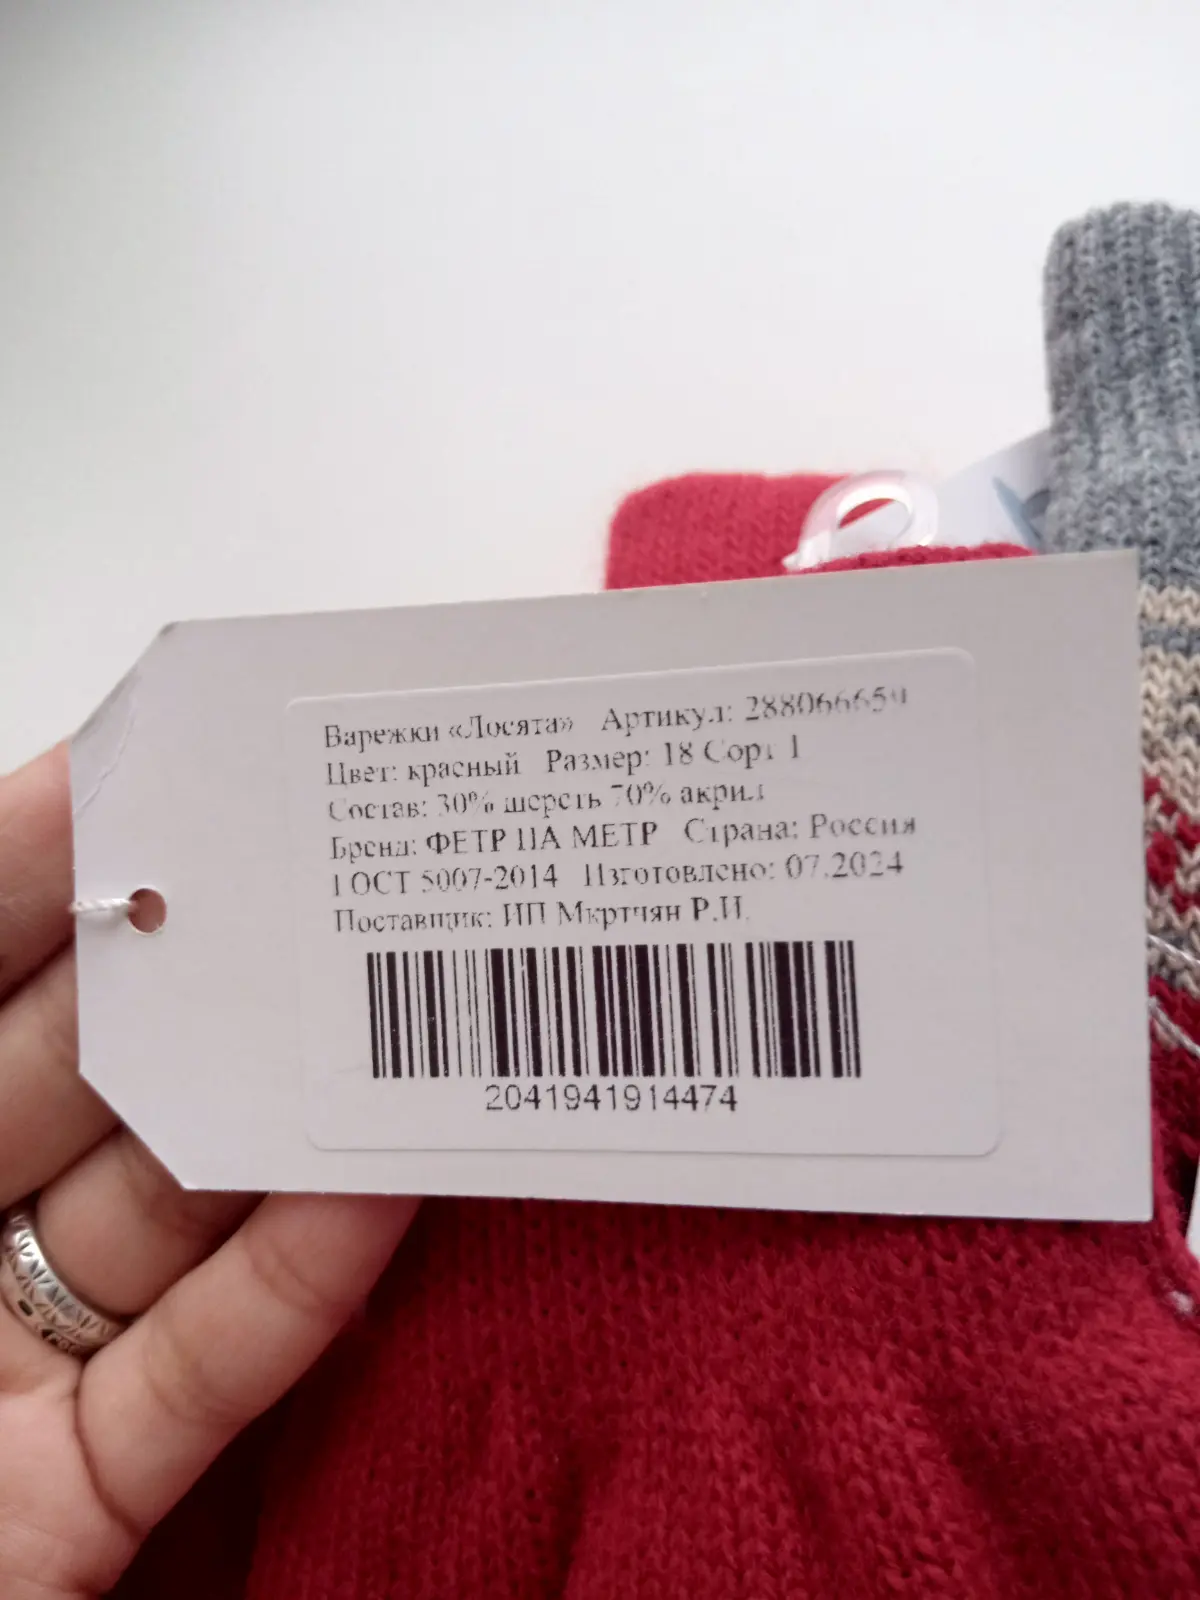 Варежки «Лосята» Артикул: 288066659
Цвет: красный Размер: 18 Сорт 1
Состав: 30% шерсть 70% акрил
Бренд: ФЕТР НА МЕТР Страна: Россия
ГОСТ 5007-2014 Изготовлено: 07.2024
Поставщик: ИП Мкртчян Р.И.
2041941914474